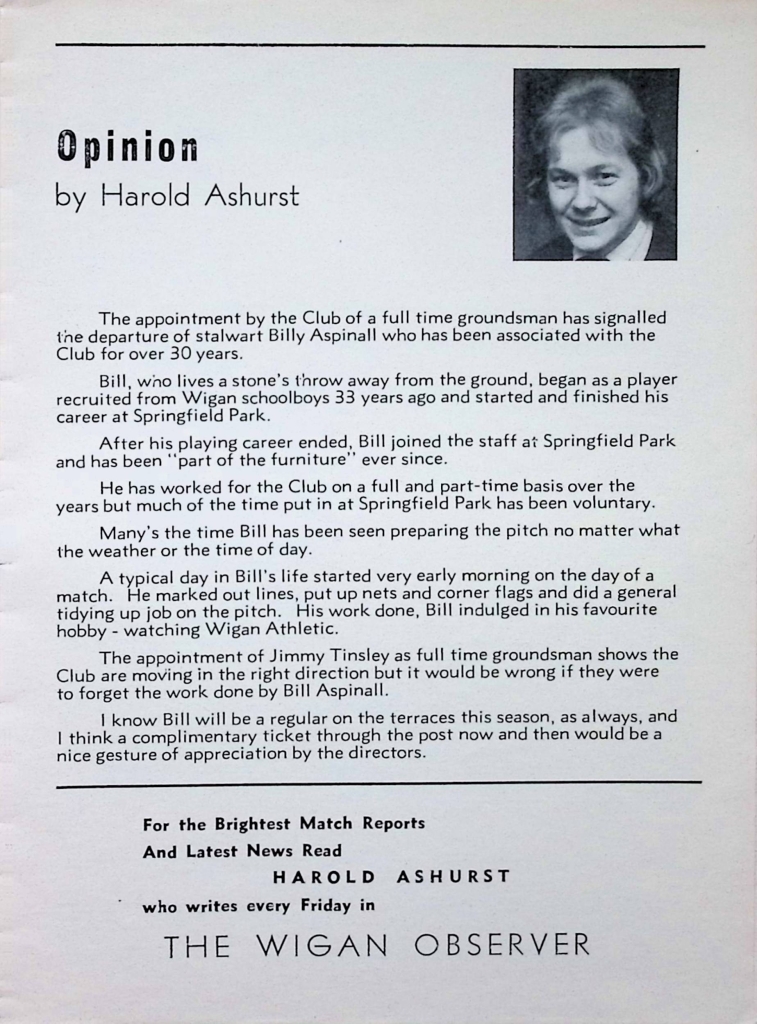 Opinion
by Harold Ashurst
The appointment by the Club of a full time groundsman has signalled
the departure of stalwart Billy Aspinall who has been associated with the
Club for over 30 years.
Bill, who lives a stone's throw away from the ground, began as a player
recruited from Wigan schoolboys 33 years ago and started and finished his
career at Springfield Park.
After his playing career ended, Bill joined the staff at Springfield Park
and has been "part of the furniture" ever since.
He has worked for the Club on a full and part-time basis over the
years but much of the time put in at Springfield Park has been voluntary.
Many's the time Bill has been seen preparing the pitch no matter what
the weather or the time of day.
A typical day in Bill's life started very early morning on the day of a
match. He marked out lines, put up nets and corner flags and did a general
tidying up job on the pitch. His work done, Bill indulged in his favourite
hobby - watching Wigan Athletic.
The appointment of Jimmy Tinsley as full time groundsman shows the
Club are moving in the right direction but it would be wrong if they were
to forget the work done by Bill Aspinall.
I know Bill will be a regular on the terraces this season, as always, and
I think a complimentary ticket through the post now and then would be a
nice gesture of appreciation by the directors.
For the Brightest Match Reports
And Latest News Read
HAROLD ASHURST
who writes every Friday in
THE WIGAN OBSERVER